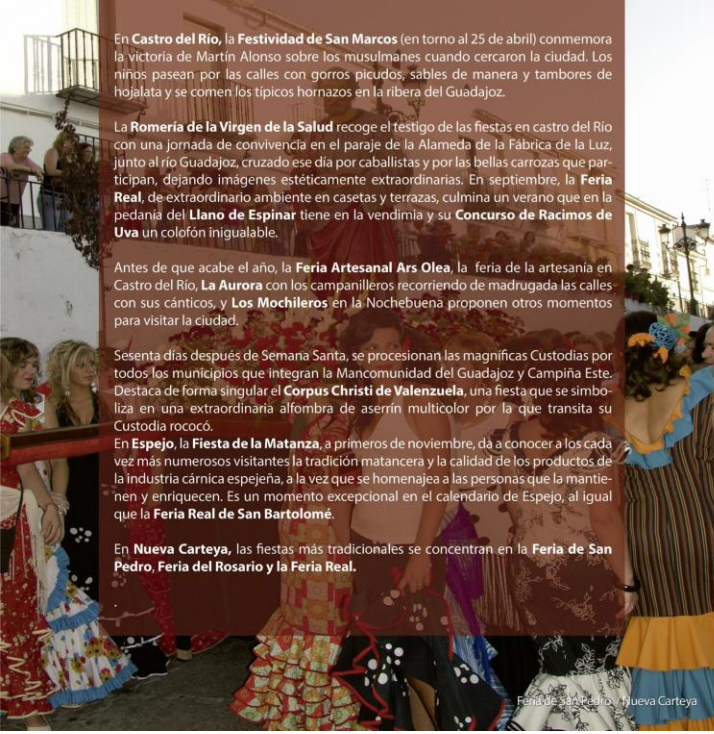 En Castro del Río, la Festividad de San Marcos (en torno al 25 de abril) conmemora
la victoria de Martín Alonso sobre los musulmanes cuando cercaron la ciudad. Los
niños pasean por las calles con gorros picudos, sables de manera y tambores de
hojalata y se comen los típicos hornazos en la ribera del Guadajoz.
La Romería de la Virgen de la Salud recoge el testigo de las fiestas en castro del Río
con una jornada de convivencia en el paraje de la Alameda de la Fábrica de la Luz,
junto al río Guadajoz, cruzado ese día por caballistas y por las bellas carrozas que par-
ticipan, dejando imágenes estéticamente extraordinarias. En septiembre, la Feria
Real, de extraordinario ambiente en casetas y terrazas, culmina un verano que en la
pedanía del Llano de Espinar tiene en la vendimia y su Concurso de Racimos de
Uva un colofón inigualable.
Antes de que acabe el año, la Feria Artesanal Ars Olea, la feria de la artesanía en
Castro del Río, La Aurora con los campanilleros recorriendo de madrugada las calles
con sus cánticos, y Los Mochileros en la Nochebuena proponen otros momentos
para visitar la ciudad.
Sesenta días después de Semana Santa, se procesionan las magníficas Custodias por
todos los municipios que integran la Mancomunidad del Guadajoz y Campiña Este.
Destaca de forma singular el Corpus Christi de Valenzuela, una fiesta que se simbo-
liza en una extraordinaria alfombra de aserrín multicolor por la que transita su
Custodia rococó.
En Espejo, la Fiesta de la Matanza, a primeros de noviembre, da a conocer a los cada
vez más numerosos visitantes la tradición matancera y la calidad de los productos de
la industria cárnica espejeña, a la vez que se homenajea a las personas que la mantie-
nen y enriquecen. Es un momento excepcional en el calendario de Espejo, al igual
que la Feria Real de San Bartolomé.
En Nueva Carteya, las fiestas más tradicionales se concentran en la Feria de San
Pedro, Feria del Rosario y la Feria Real.
.
Feria de San Pedro / Nueva Carteya